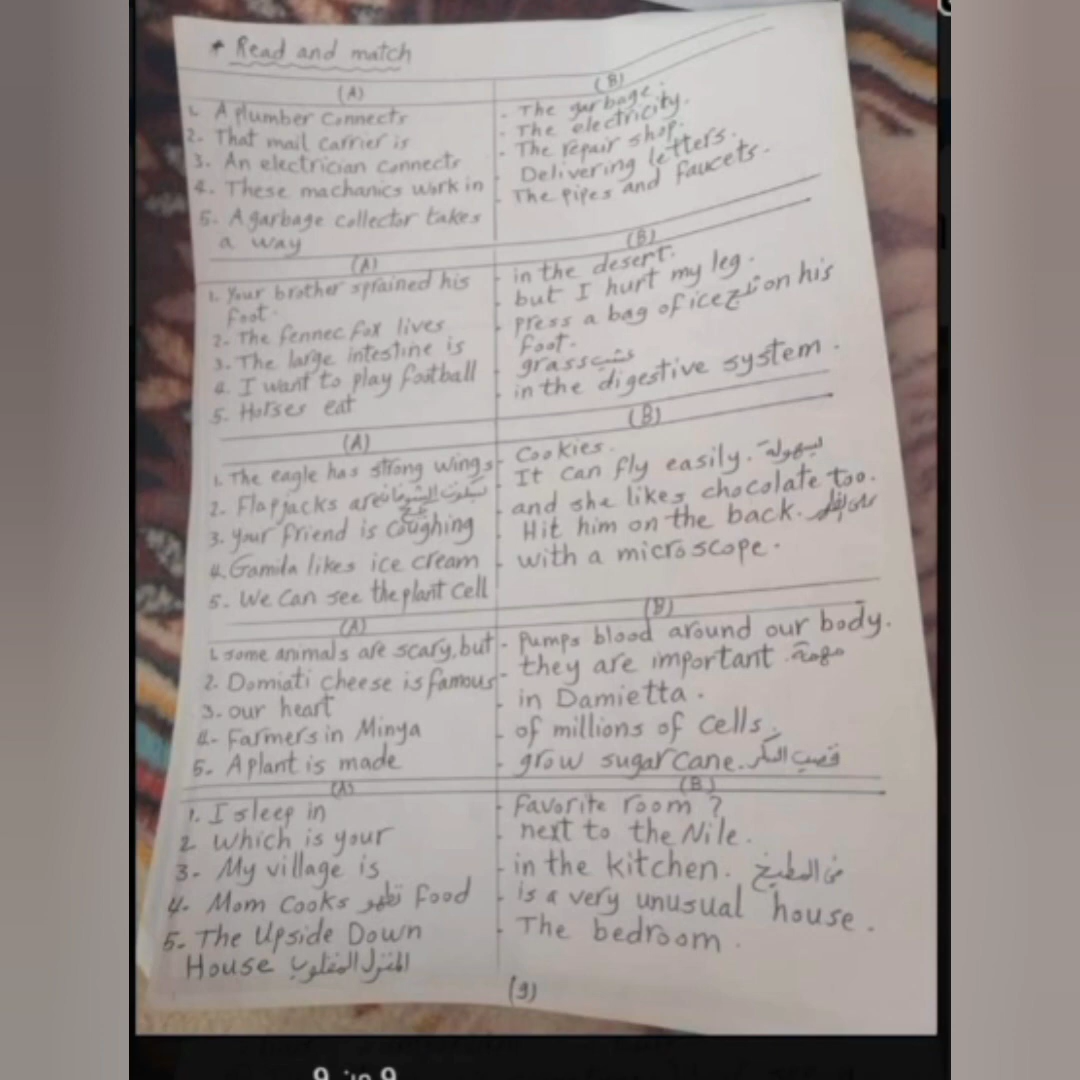 * Read and match
(A) (B)
1. A plumber connects - The garbage.
2- That mail carrier is - The electricity.
3- An electrician connects - The repair shop.
4- These machanics work in - Delivering letters.
5- A garbage collector takes - The pipes and faucets.
a way
(A) (B)
1. Your brother sprained his - in the desert.
foot. - but I hurt my leg.
2- The fennec fox lives - press a bag of ice ثلج on his
3. The large intestine is foot.
4. I want to play football - grass عشب
5. Horses eat - in the digestive system.
(A) (B)
1. The eagle has strong wings - Cookies.
2. Flapjacks are بسكوت الشوفان - It can fly easily. بسهولة
3. your friend is coughing - and she likes chocolate too.
4. Gamila likes ice cream - Hit him on the back.
5. We can see the plant cell - with a microscope.
(A) (B)
1. some animals are scary, but - Pumps blood around our body.
2. Domiati cheese is famous - they are important. مهمة
3. our heart - in Damietta.
4- Farmers in Minya - of millions of cells.
5. A plant is made - grow sugar cane. قصب السكر
(A) (B)
1. I sleep in - favorite room?
2 which is your - next to the Nile.
3- My village is - in the kitchen. فى المطبخ
4- Mom cooks تطهو food - is a very unusual house.
5- The Upside Down - The bedroom.
House المنزل المقلوب
(9)